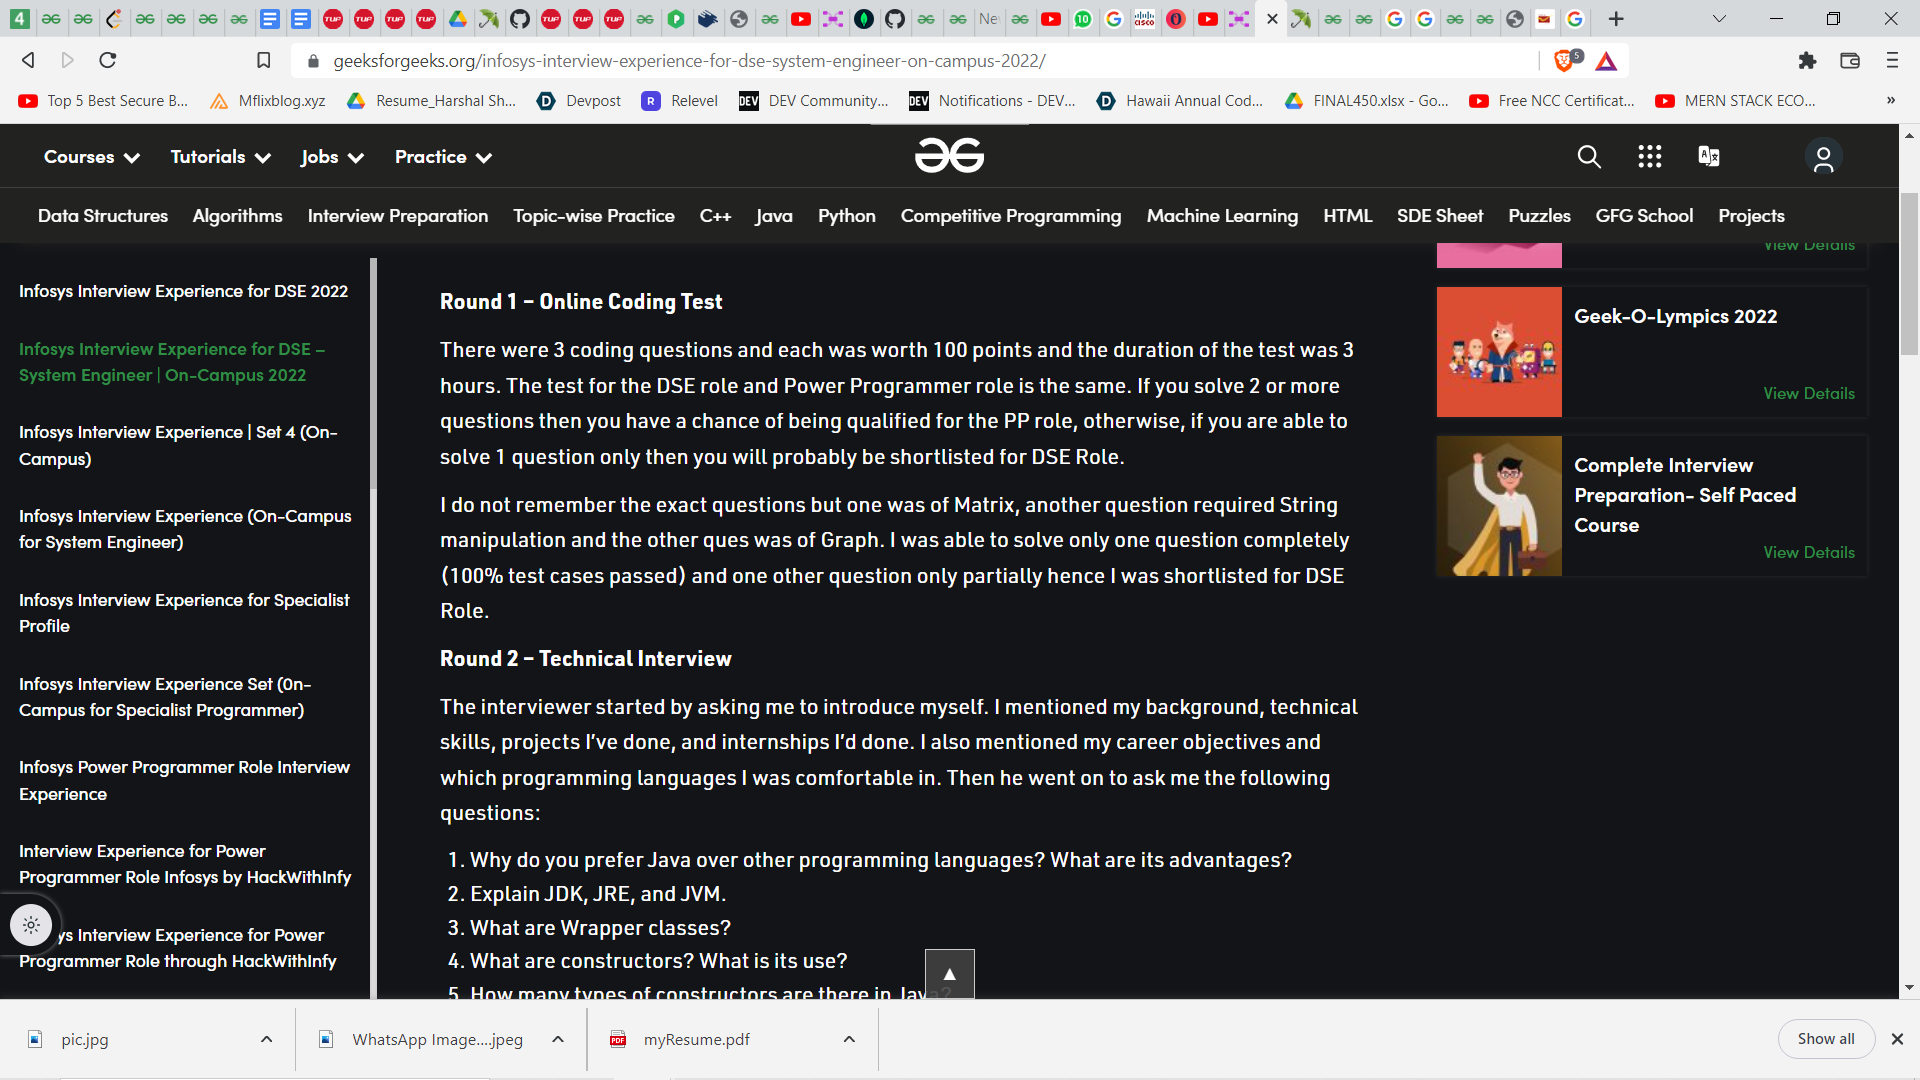 4
TUF
TUF
TUF
TUF
TUF
TUF
TUF
Ne
10
cisco
geeksforgeeks.org/infosys-interview-experience-for-dse-system-engineer-on-campus-2022/
5
Top 5 Best Secure B...
Mflixblog.xyz
Resume_Harshal Sh...
Devpost
R Relevel
DEV DEV Community...
DEV Notifications - DEV...
Hawaii Annual Cod...
FINAL450.xlsx - Go...
Free NCC Certificat...
MERN STACK ECO...
»
Courses
Tutorials
Jobs
Practice
Data Structures
Algorithms
Interview Preparation
Topic-wise Practice
C++
Java
Python
Competitive Programming
Machine Learning
HTML
SDE Sheet
Puzzles
GFG School
Projects
Infosys Interview Experience for DSE 2022
Infosys Interview Experience for DSE –
System Engineer | On-Campus 2022
Infosys Interview Experience | Set 4 (On-
Campus)
Infosys Interview Experience (On-Campus
for System Engineer)
Infosys Interview Experience for Specialist
Profile
Infosys Interview Experience Set (0n-
Campus for Specialist Programmer)
Infosys Power Programmer Role Interview
Experience
Interview Experience for Power
Programmer Role Infosys by HackWithInfy
ys Interview Experience for Power
Programmer Role through HackWithInfy
Round 1 – Online Coding Test
There were 3 coding questions and each was worth 100 points and the duration of the test was 3
hours. The test for the DSE role and Power Programmer role is the same. If you solve 2 or more
questions then you have a chance of being qualified for the PP role, otherwise, if you are able to
solve 1 question only then you will probably be shortlisted for DSE Role.
I do not remember the exact questions but one was of Matrix, another question required String
manipulation and the other ques was of Graph. I was able to solve only one question completely
(100% test cases passed) and one other question only partially hence I was shortlisted for DSE
Role.
Round 2 – Technical Interview
The interviewer started by asking me to introduce myself. I mentioned my background, technical
skills, projects I’ve done, and internships I’d done. I also mentioned my career objectives and
which programming languages I was comfortable in. Then he went on to ask me the following
questions:
1. Why do you prefer Java over other programming languages? What are its advantages?
2. Explain JDK, JRE, and JVM.
3. What are Wrapper classes?
4. What are constructors? What is its use?
5. How many types of constructors are there in Java?
View Details
Geek-O-Lympics 2022
View Details
Complete Interview
Preparation- Self Paced
Course
View Details
pic.jpg
WhatsApp Image....jpeg
PDF
myResume.pdf
Show all